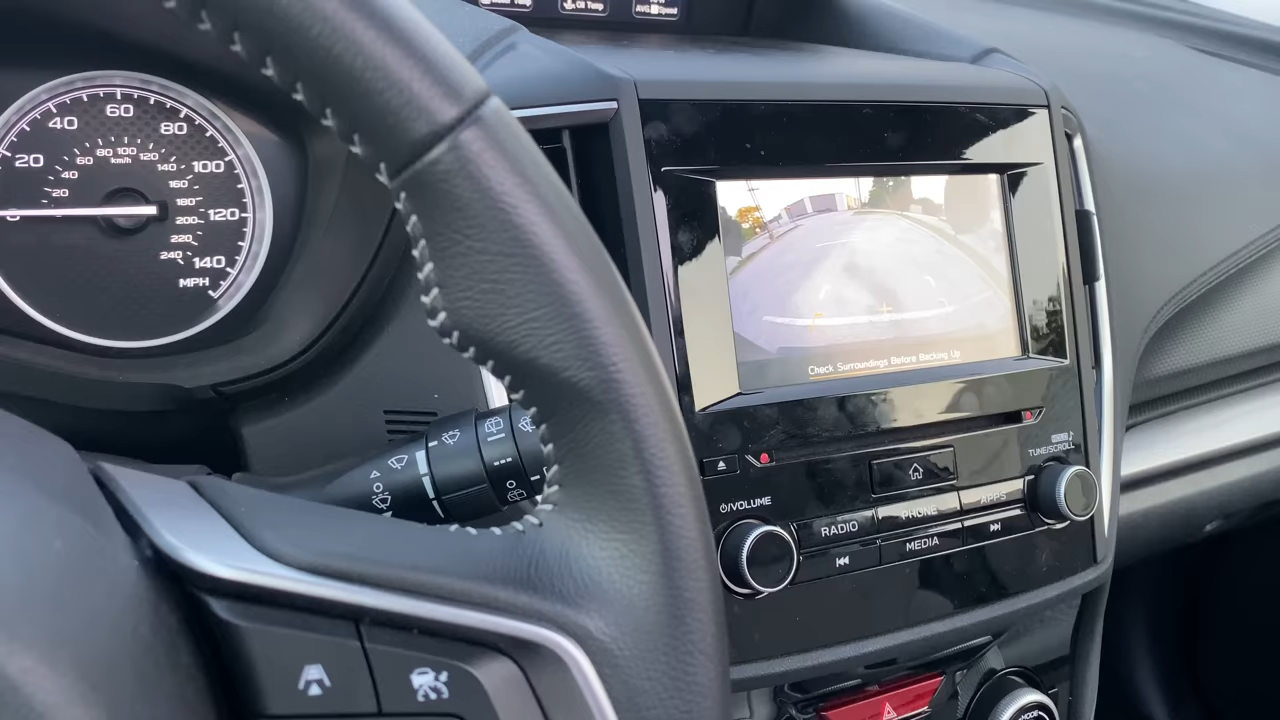 Oil Temp
AVG. Speed
20
40
60
80
100
120
140
MPH
20
40
60
80
100
120
140
160
180
200
220
240
km/h
Check Surroundings Before Backing Up
TUNE/SCROLL
VOLUME
RADIO
PHONE
APPS
MEDIA
MODE